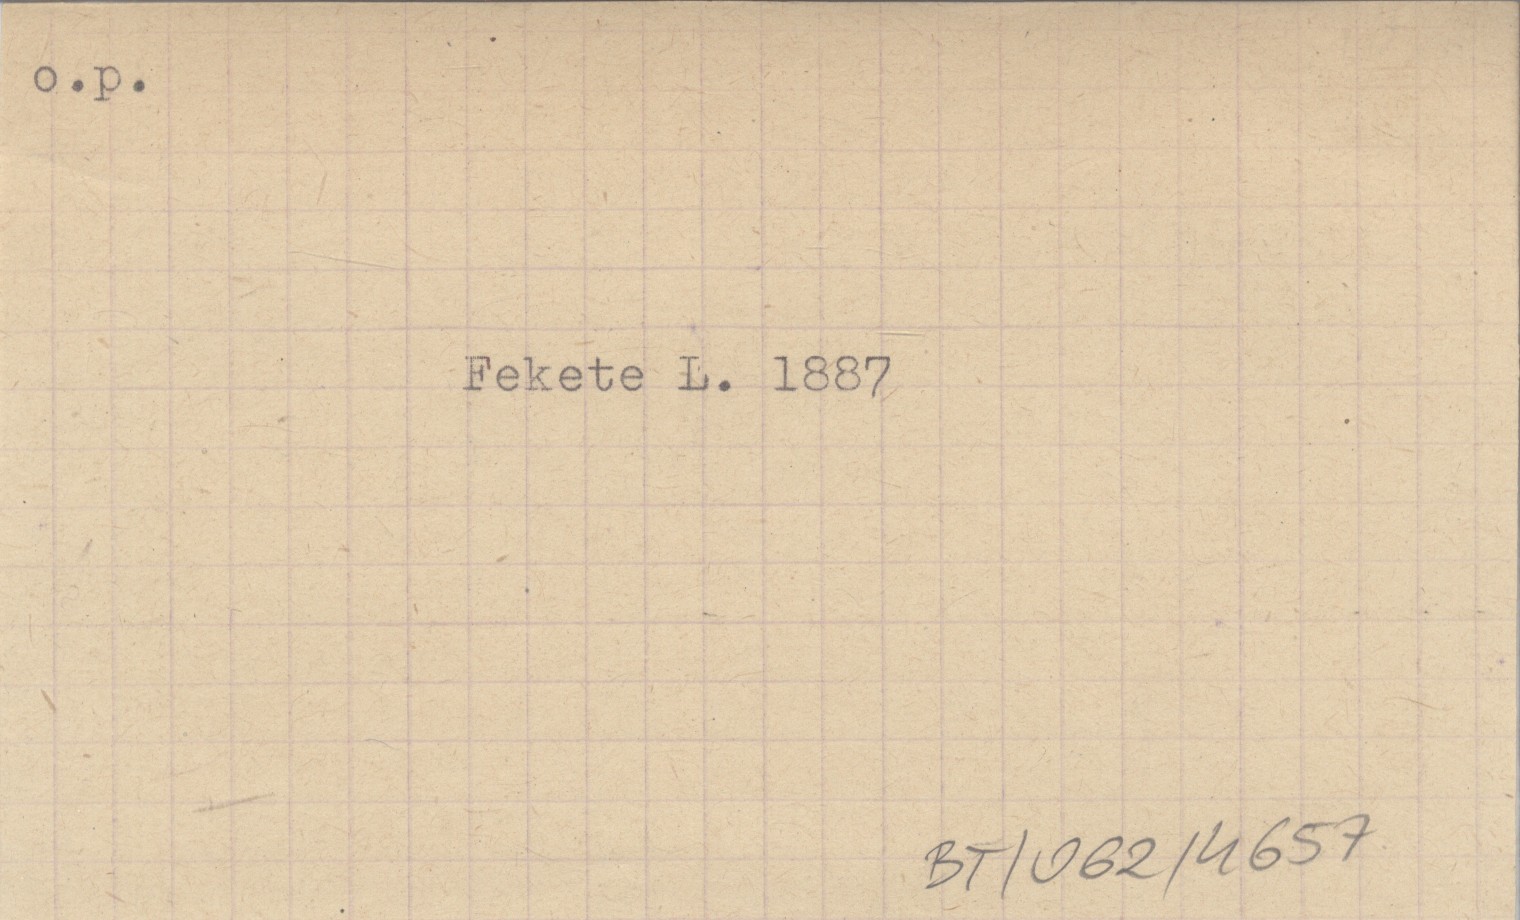 o.p.
Fekete L. 1887
BT/062/4657